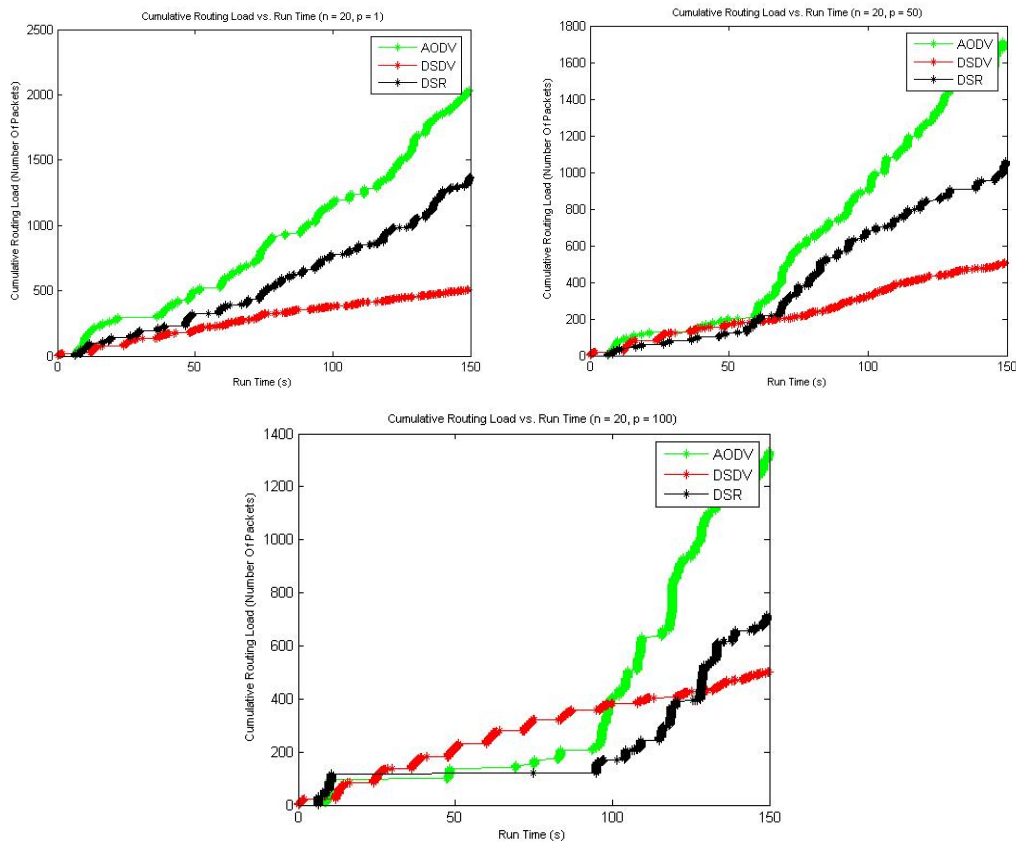 Cumulative Routing Load vs. Run Time (n = 20, p = 1)
2500
2000
1500
1000
500
0
Cumulative Routing Load (Number Of Packets)
AODV
DSDV
DSR
0 50 100 150
Run Time (s)
Cumulative Routing Load vs. Run Time (n = 20, p = 50)
1800
1600
1400
1200
1000
800
600
400
200
0
Cumulative Routing Load (Number Of Packets)
AODV
DSDV
DSR
0 50 100 150
Run Time (s)
Cumulative Routing Load vs. Run Time (n = 20, p = 100)
1400
1200
1000
800
600
400
200
0
Cumulative Routing Load (Number Of Packets)
AODV
DSDV
DSR
0 50 100 150
Run Time (s)